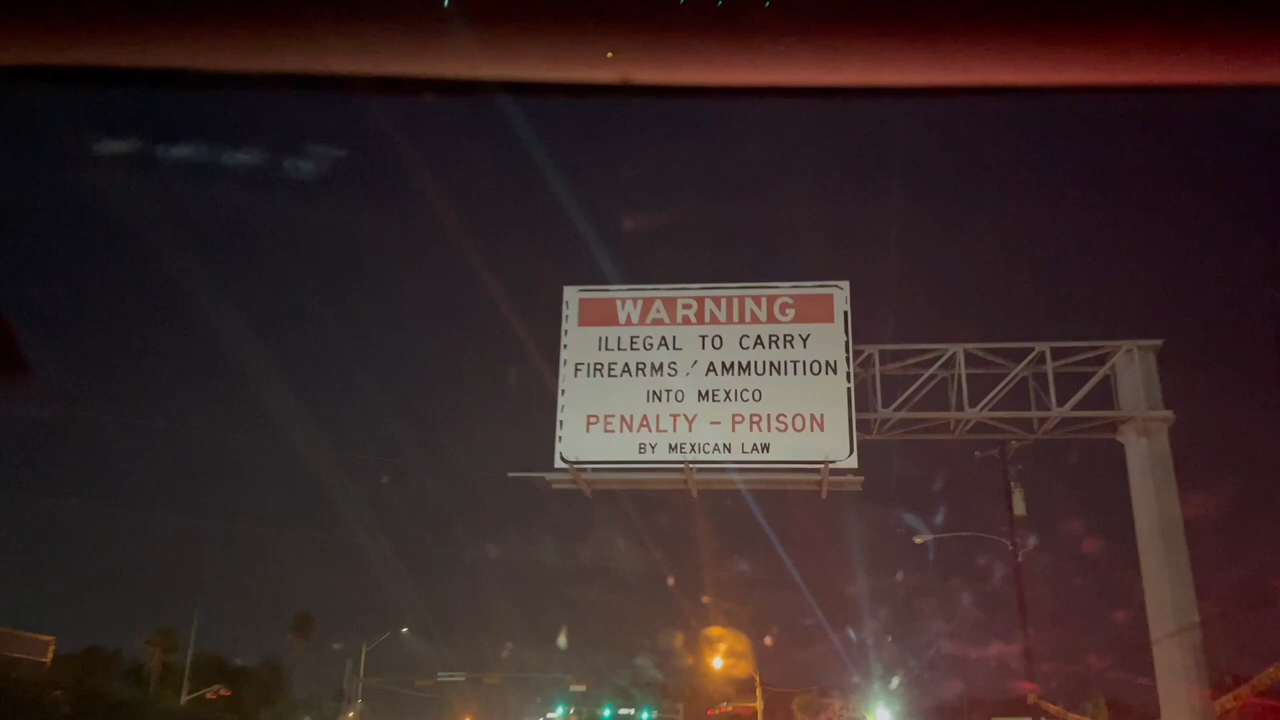 WARNING
ILLEGAL TO CARRY
FIREARMS / AMMUNITION
INTO MEXICO
PENALTY - PRISON
BY MEXICAN LAW